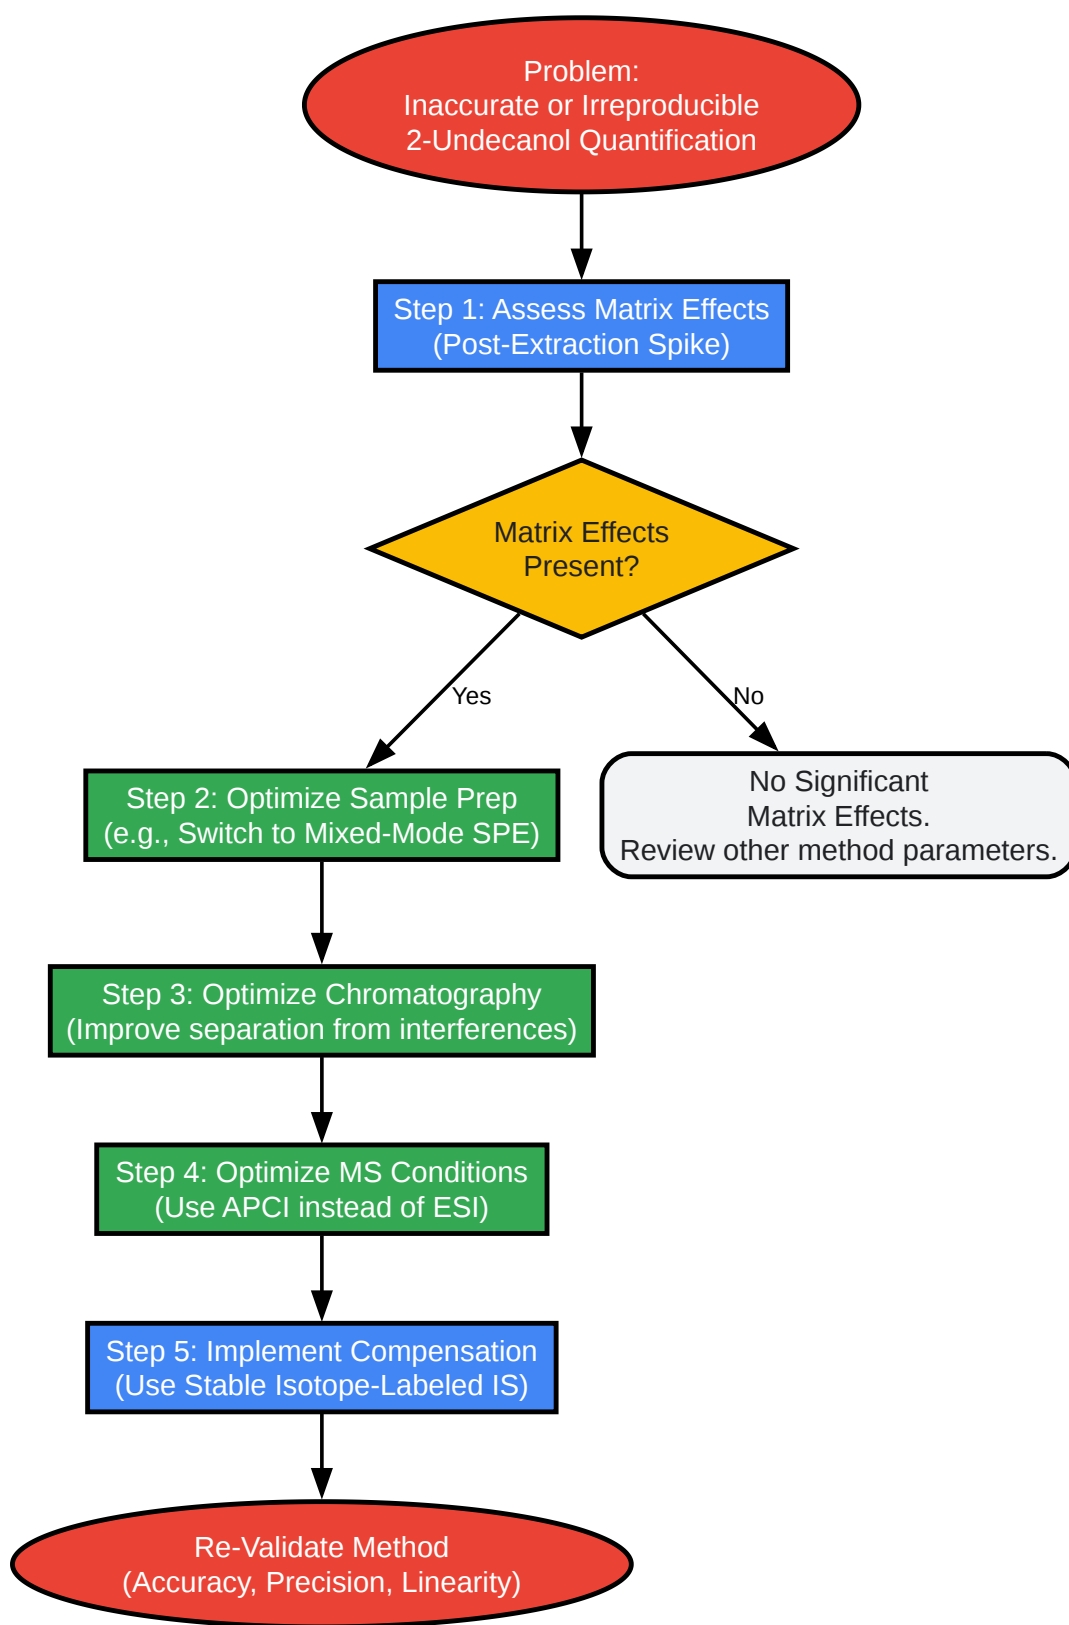 Problem:
Inaccurate or Irreproducible
2-Undecanol Quantification
Step 1: Assess Matrix Effects
(Post-Extraction Spike)
Matrix Effects
Present?
Yes
No
Step 2: Optimize Sample Prep
(e.g., Switch to Mixed-Mode SPE)
No Significant
Matrix Effects.
Review other method parameters.
Step 3: Optimize Chromatography
(Improve separation from interferences)
Step 4: Optimize MS Conditions
(Use APCI instead of ESI)
Step 5: Implement Compensation
(Use Stable Isotope-Labeled IS)
Re-Validate Method
(Accuracy, Precision, Linearity)